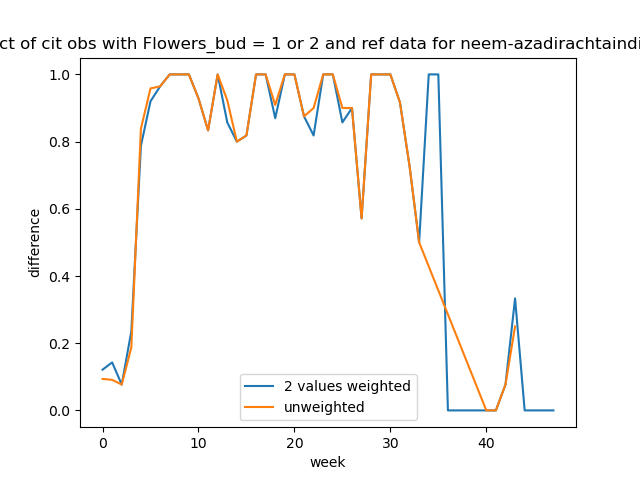 ct of cit obs with Flowers_bud = 1 or 2 and ref data for neem-azadirachtaindi
1.0
0.8
0.6
0.4
0.2
0.0
difference
2 values weighted
unweighted
0 10 20 30 40
week